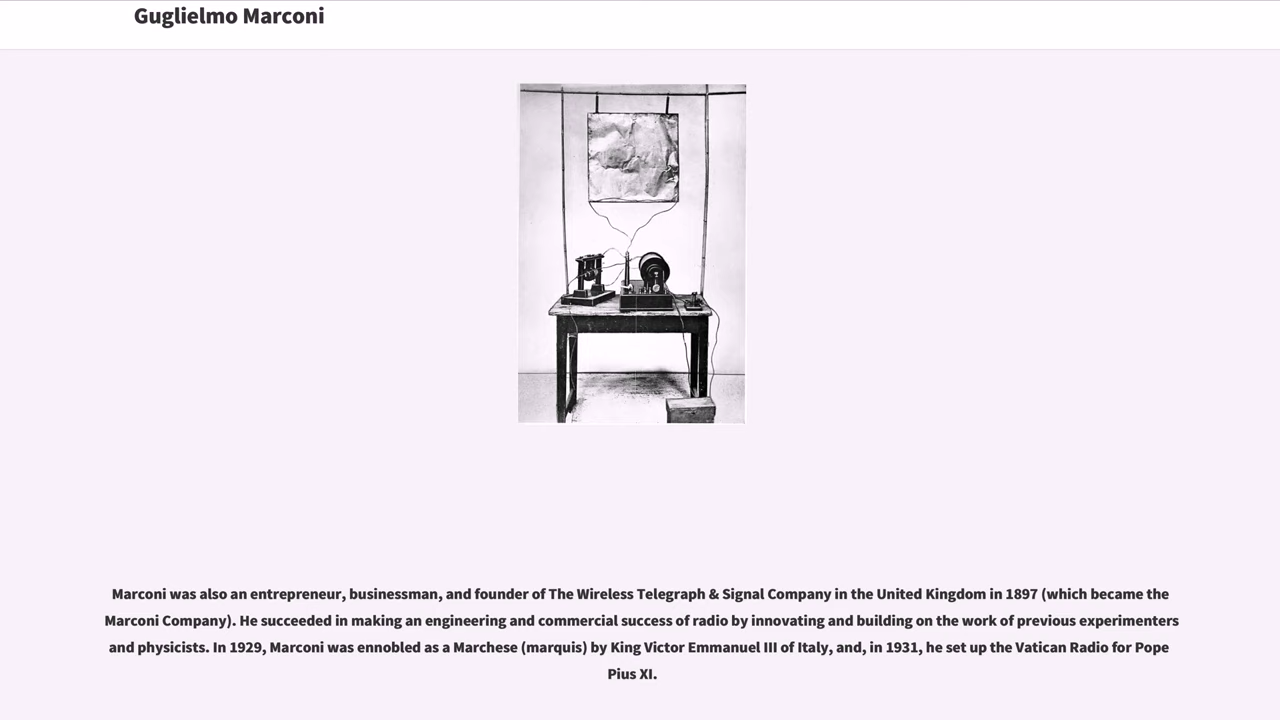 Guglielmo Marconi
Marconi was also an entrepreneur, businessman, and founder of The Wireless Telegraph & Signal Company in the United Kingdom in 1897 (which became the
Marconi Company). He succeeded in making an engineering and commercial success of radio by innovating and building on the work of previous experimenters
and physicists. In 1929, Marconi was ennobled as a Marchese (marquis) by King Victor Emmanuel III of Italy, and, in 1931, he set up the Vatican Radio for Pope
Pius XI.